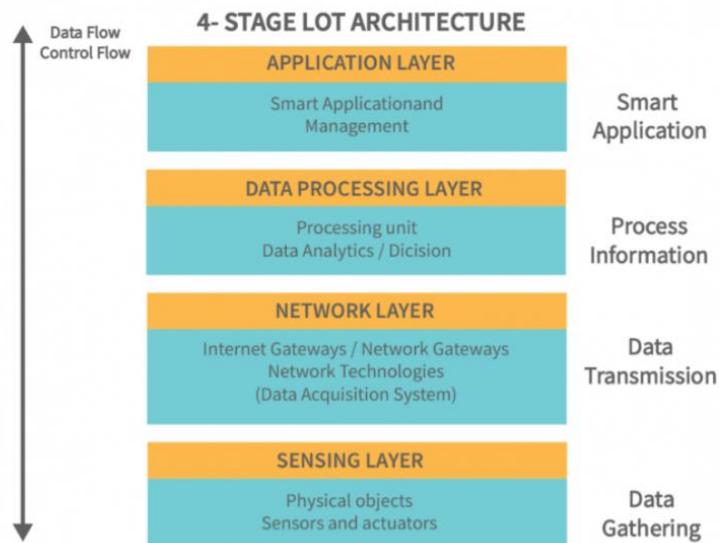 4- STAGE LOT ARCHITECTURE
Data Flow
Control Flow
APPLICATION LAYER
Smart Applicationand
Management
Smart
Application
DATA PROCESSING LAYER
Processing unit
Data Analytics / Dicision
Process
Information
NETWORK LAYER
Internet Gateways / Network Gateways
Network Technologies
(Data Acquisition System)
Data
Transmission
SENSING LAYER
Physical objects
Sensors and actuators
Data
Gathering